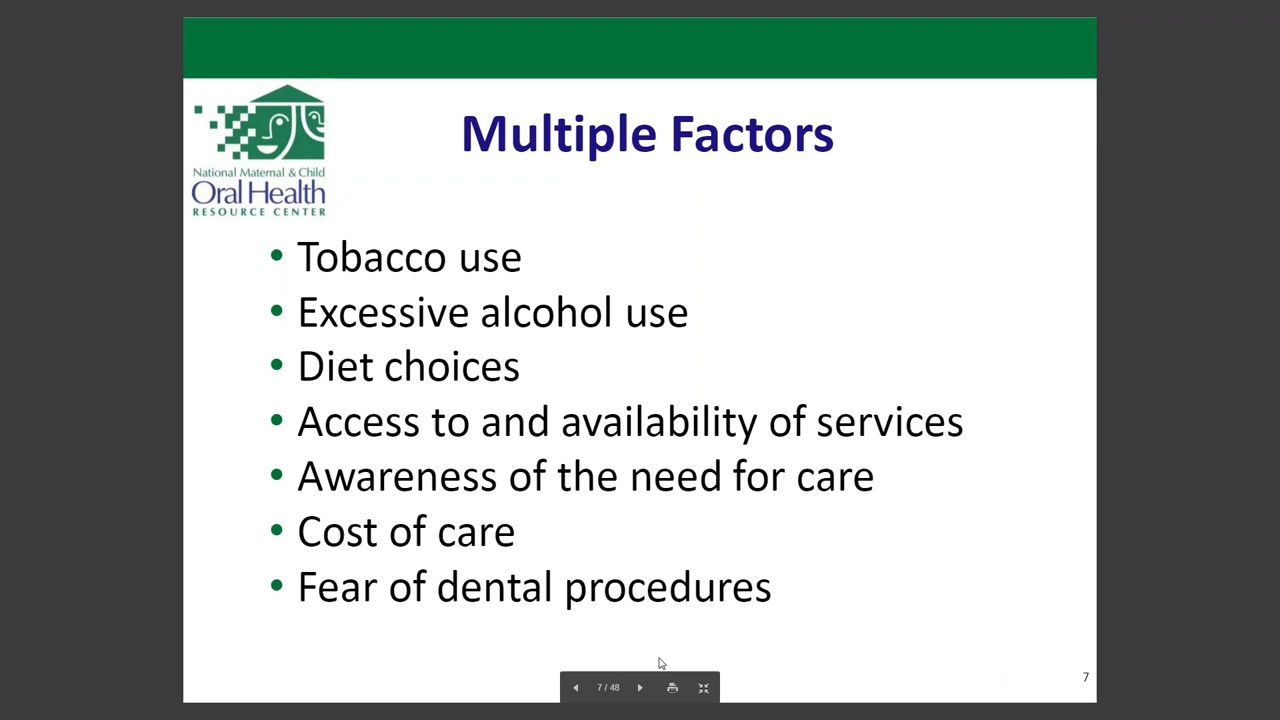 National Maternal & Child
Oral Health
RESOURCE CENTER
Multiple Factors
• Tobacco use
• Excessive alcohol use
• Diet choices
• Access to and availability of services
• Awareness of the need for care
• Cost of care
• Fear of dental procedures
7 / 48
7